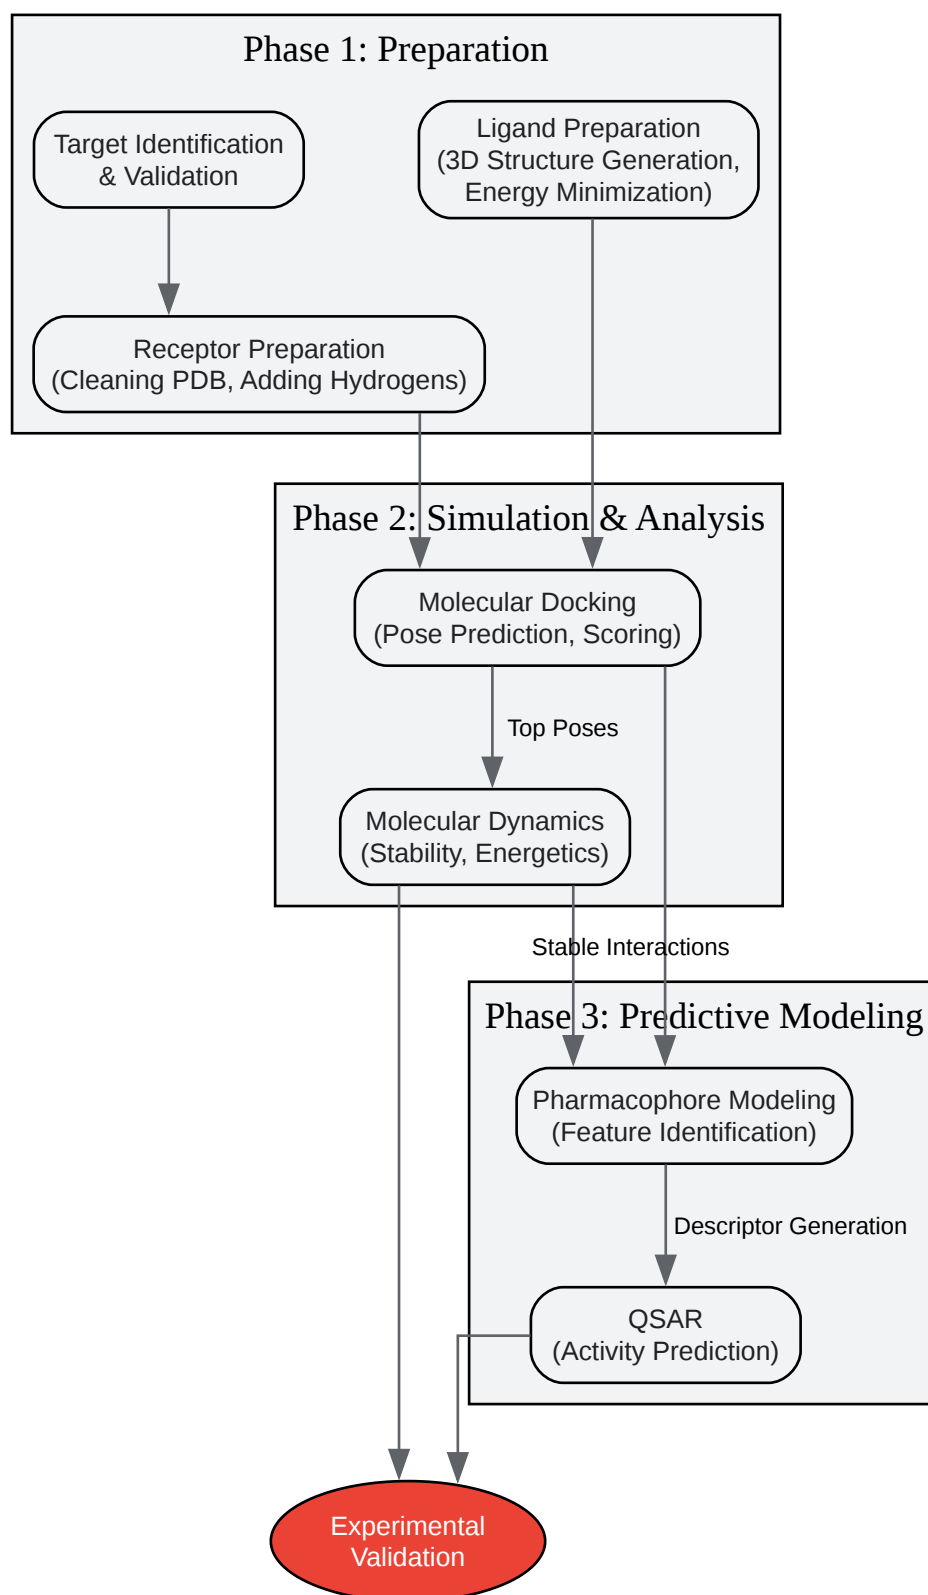 Phase 1: Preparation
Target Identification
& Validation
Ligand Preparation
(3D Structure Generation,
Energy Minimization)
Receptor Preparation
(Cleaning PDB, Adding Hydrogens)
Phase 2: Simulation & Analysis
Molecular Docking
(Pose Prediction, Scoring)
Top Poses
Molecular Dynamics
(Stability, Energetics)
Stable Interactions
Phase 3: Predictive Modeling
Pharmacophore Modeling
(Feature Identification)
Descriptor Generation
QSAR
(Activity Prediction)
Experimental
Validation